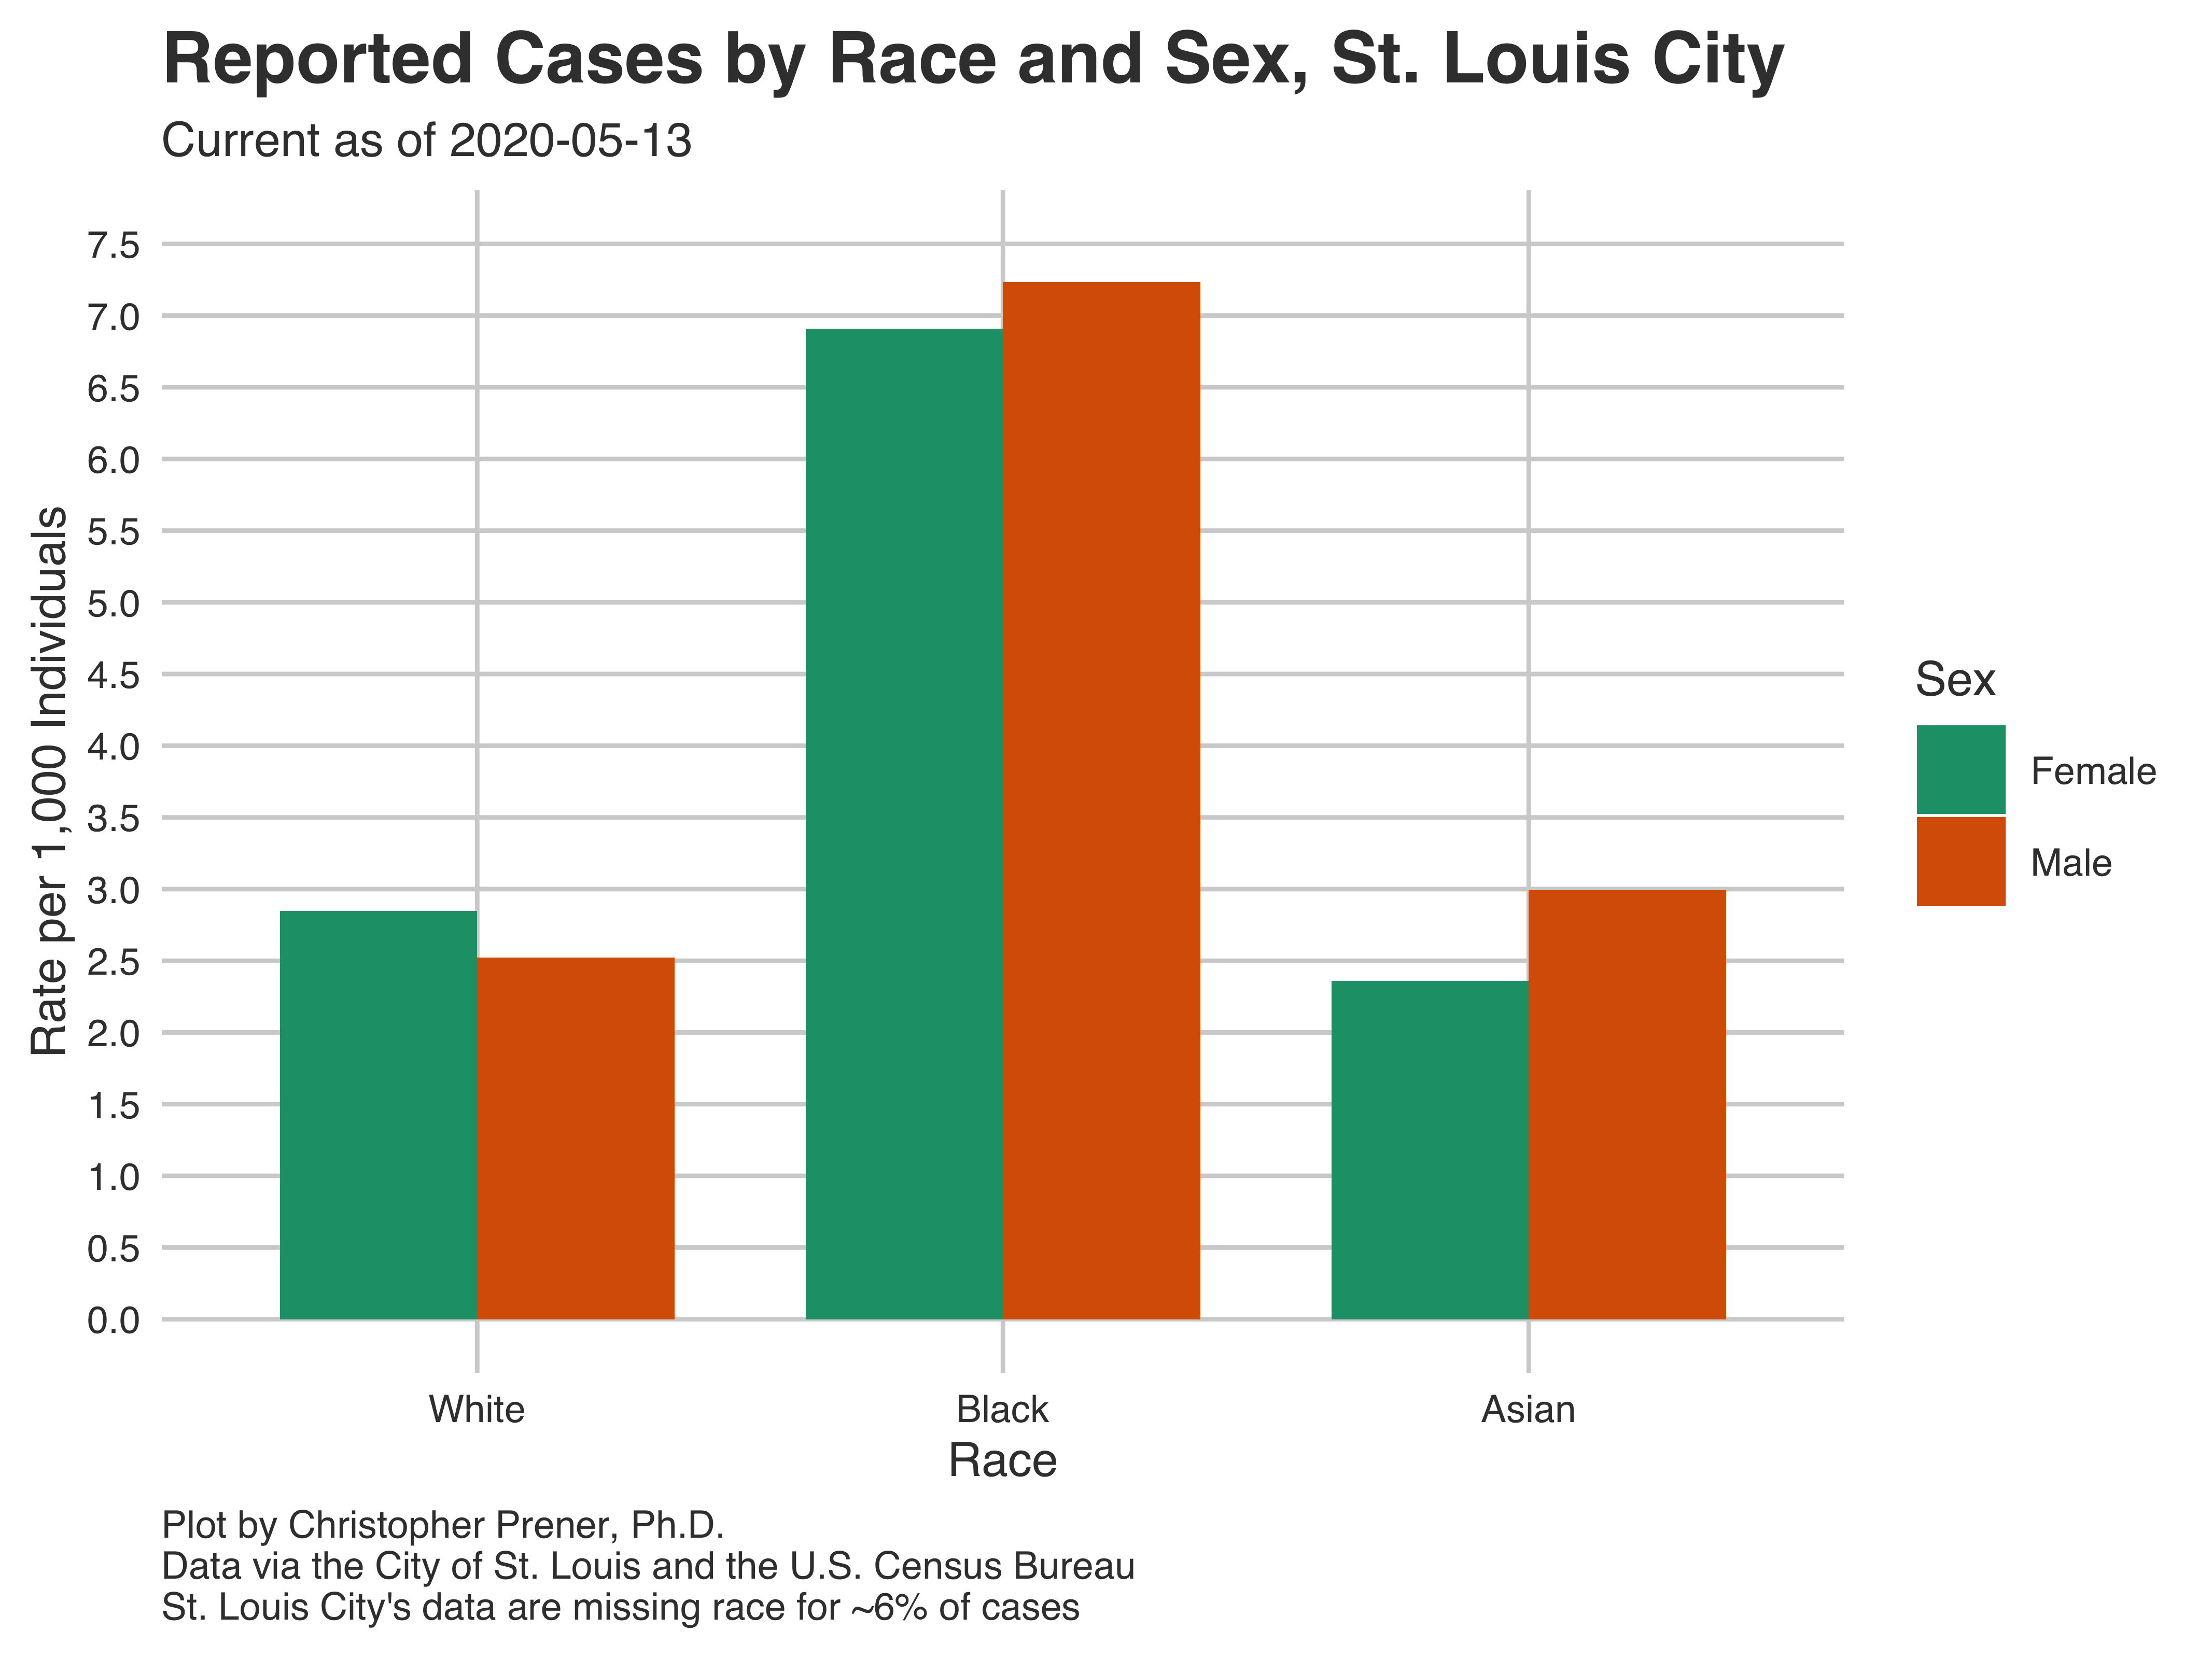 Reported Cases by Race and Sex, St. Louis City
Current as of 2020-05-13
Rate per 1,000 Individuals
7.5
7.0
6.5
6.0
5.5
5.0
4.5
4.0
3.5
3.0
2.5
2.0
1.5
1.0
0.5
0.0
White
Black
Asian
Race
Sex
Female
Male
Plot by Christopher Prener, Ph.D.
Data via the City of St. Louis and the U.S. Census Bureau
St. Louis City's data are missing race for ~6% of cases